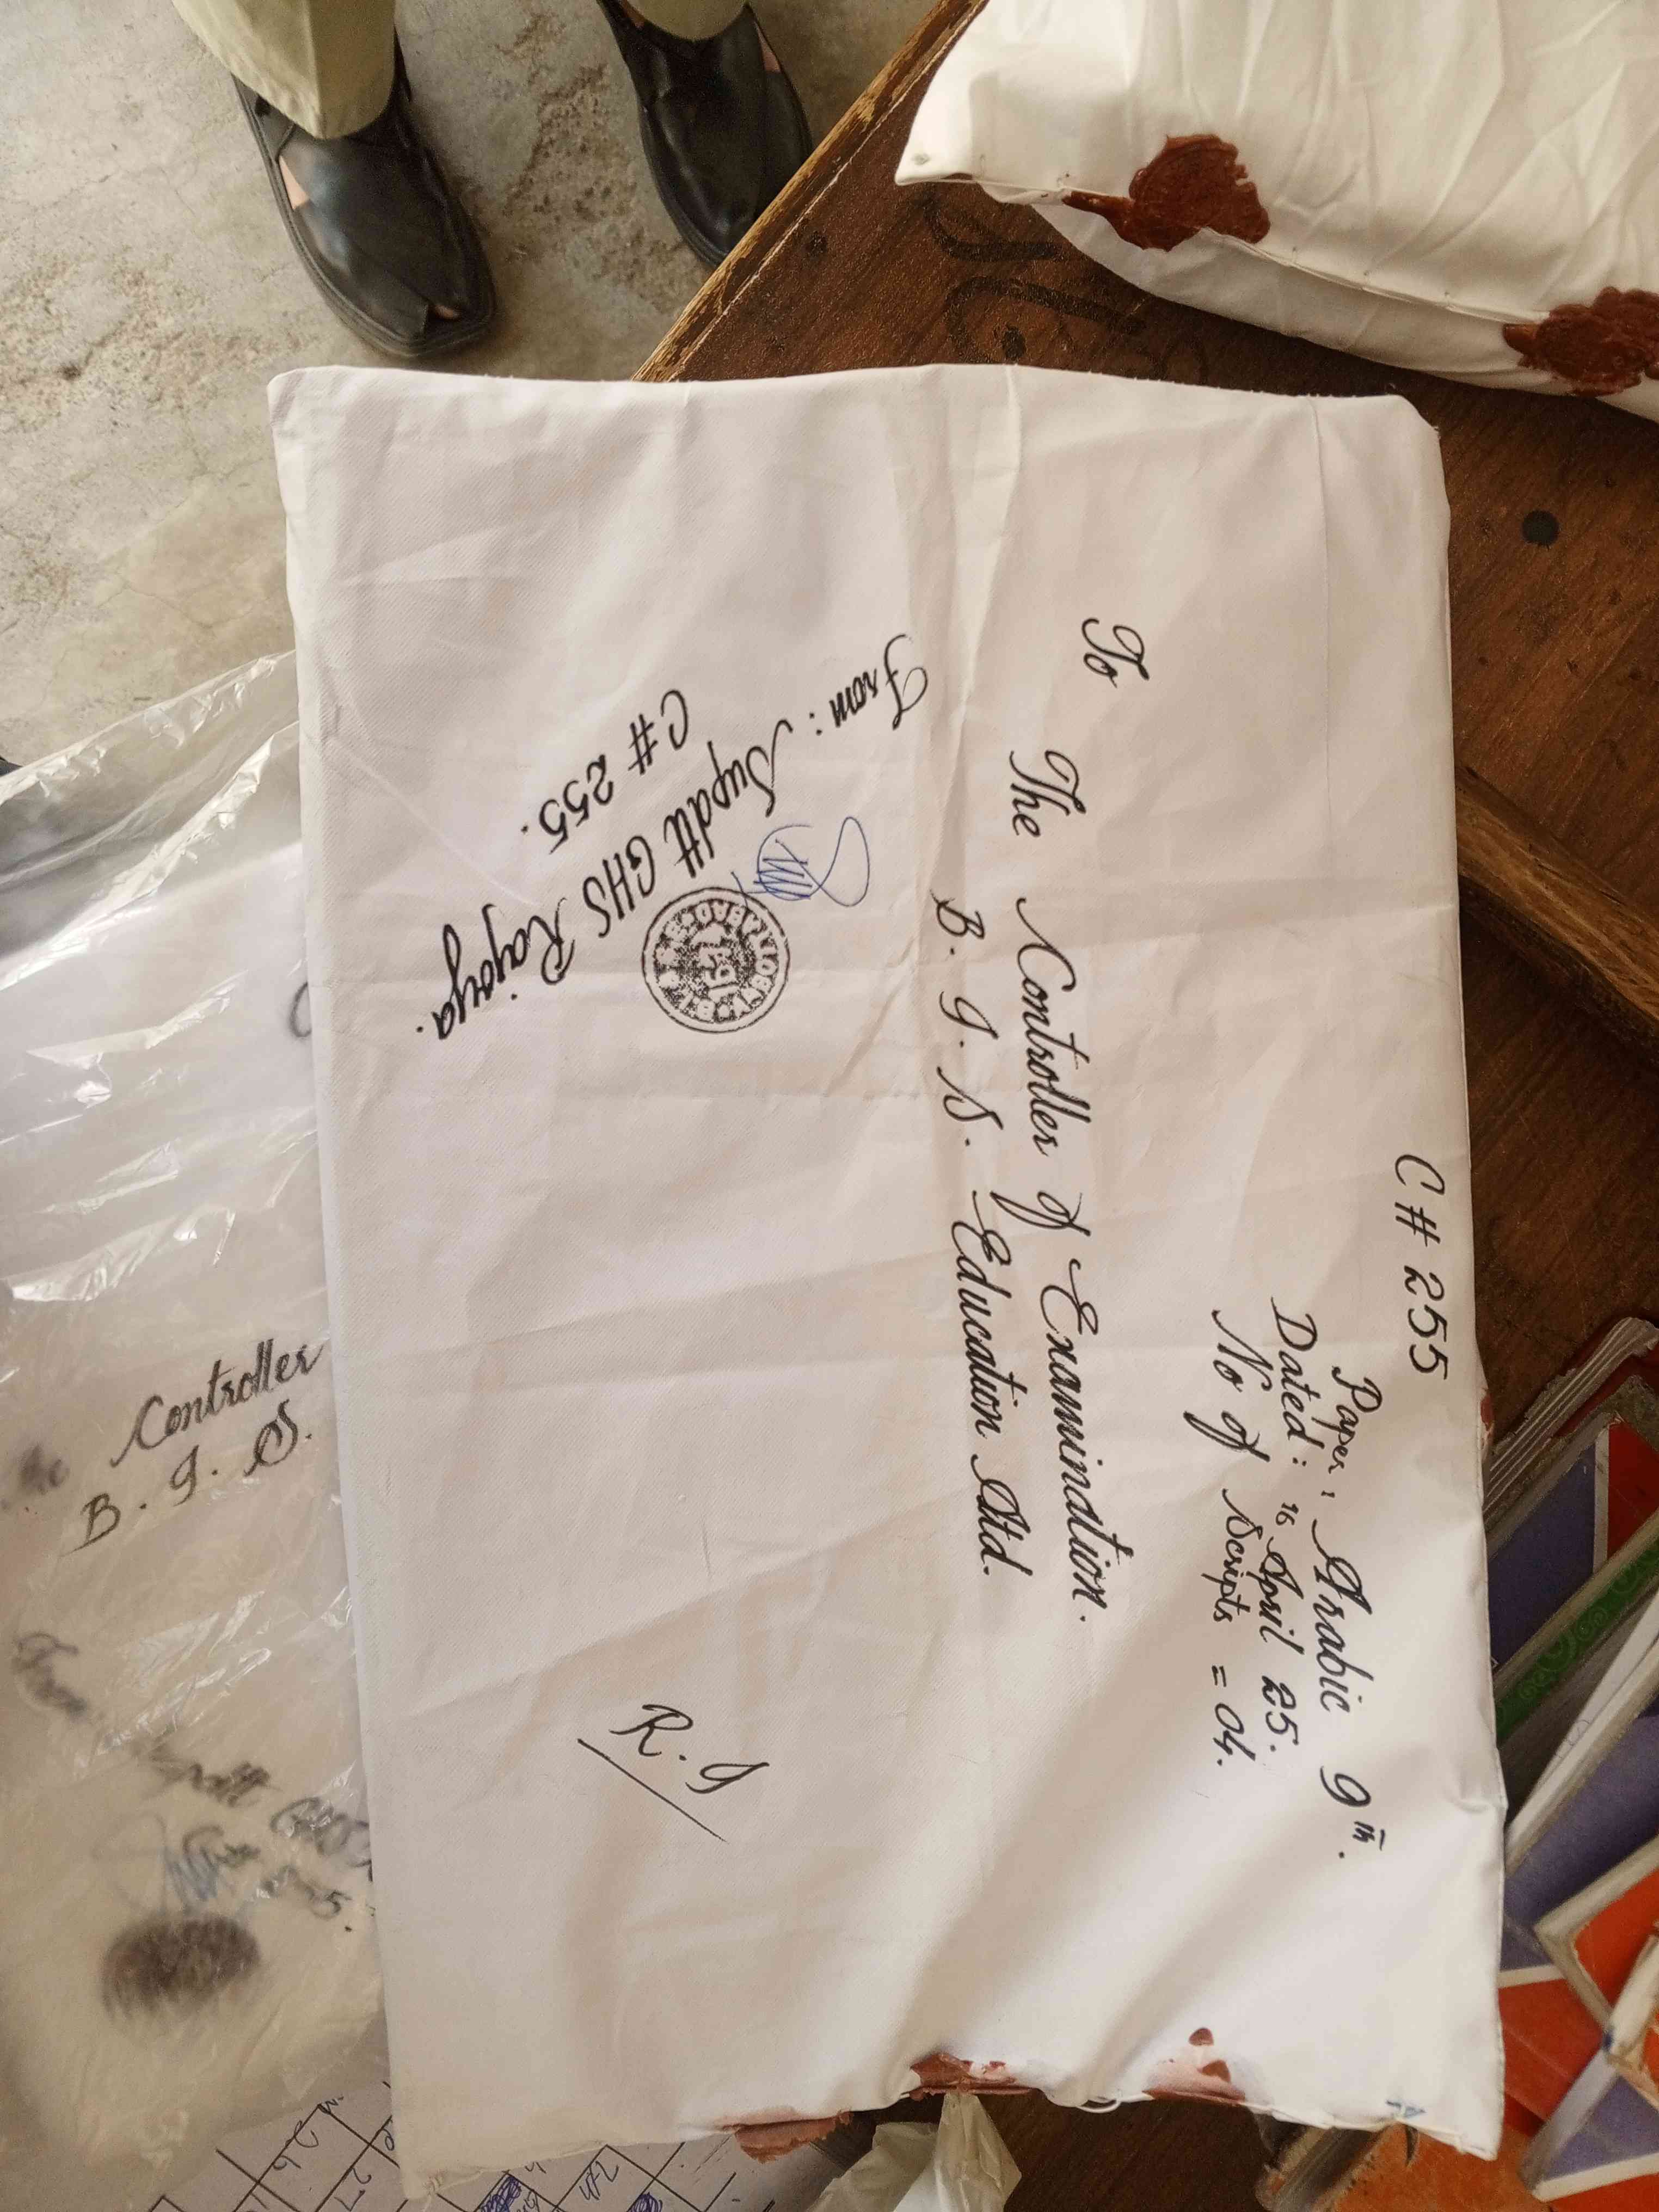 C# 255
Paper: Arabic 9th.
Dated: 16 April 25.
No of Scripts = 04.
To
The Controller of Examination.
B. I. S. Education Atd.
From: Supdtt GHS Rajoya.
C# 255.
R.I
Controller
B. I. S.